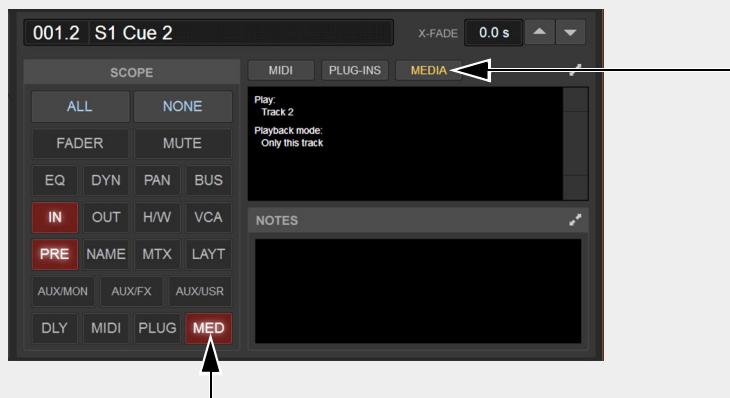 001.2 S1 Cue 2 X-FADE 0.0 s
SCOPE
ALL NONE
FADER MUTE
EQ DYN PAN BUS
IN OUT H/W VCA
PRE NAME MTX LAYT
AUX/MON AUX/FX AUX/USR
DLY MIDI PLUG MED
MIDI PLUG-INS MEDIA
Play:
Track 2
Playback mode:
Only this track
NOTES